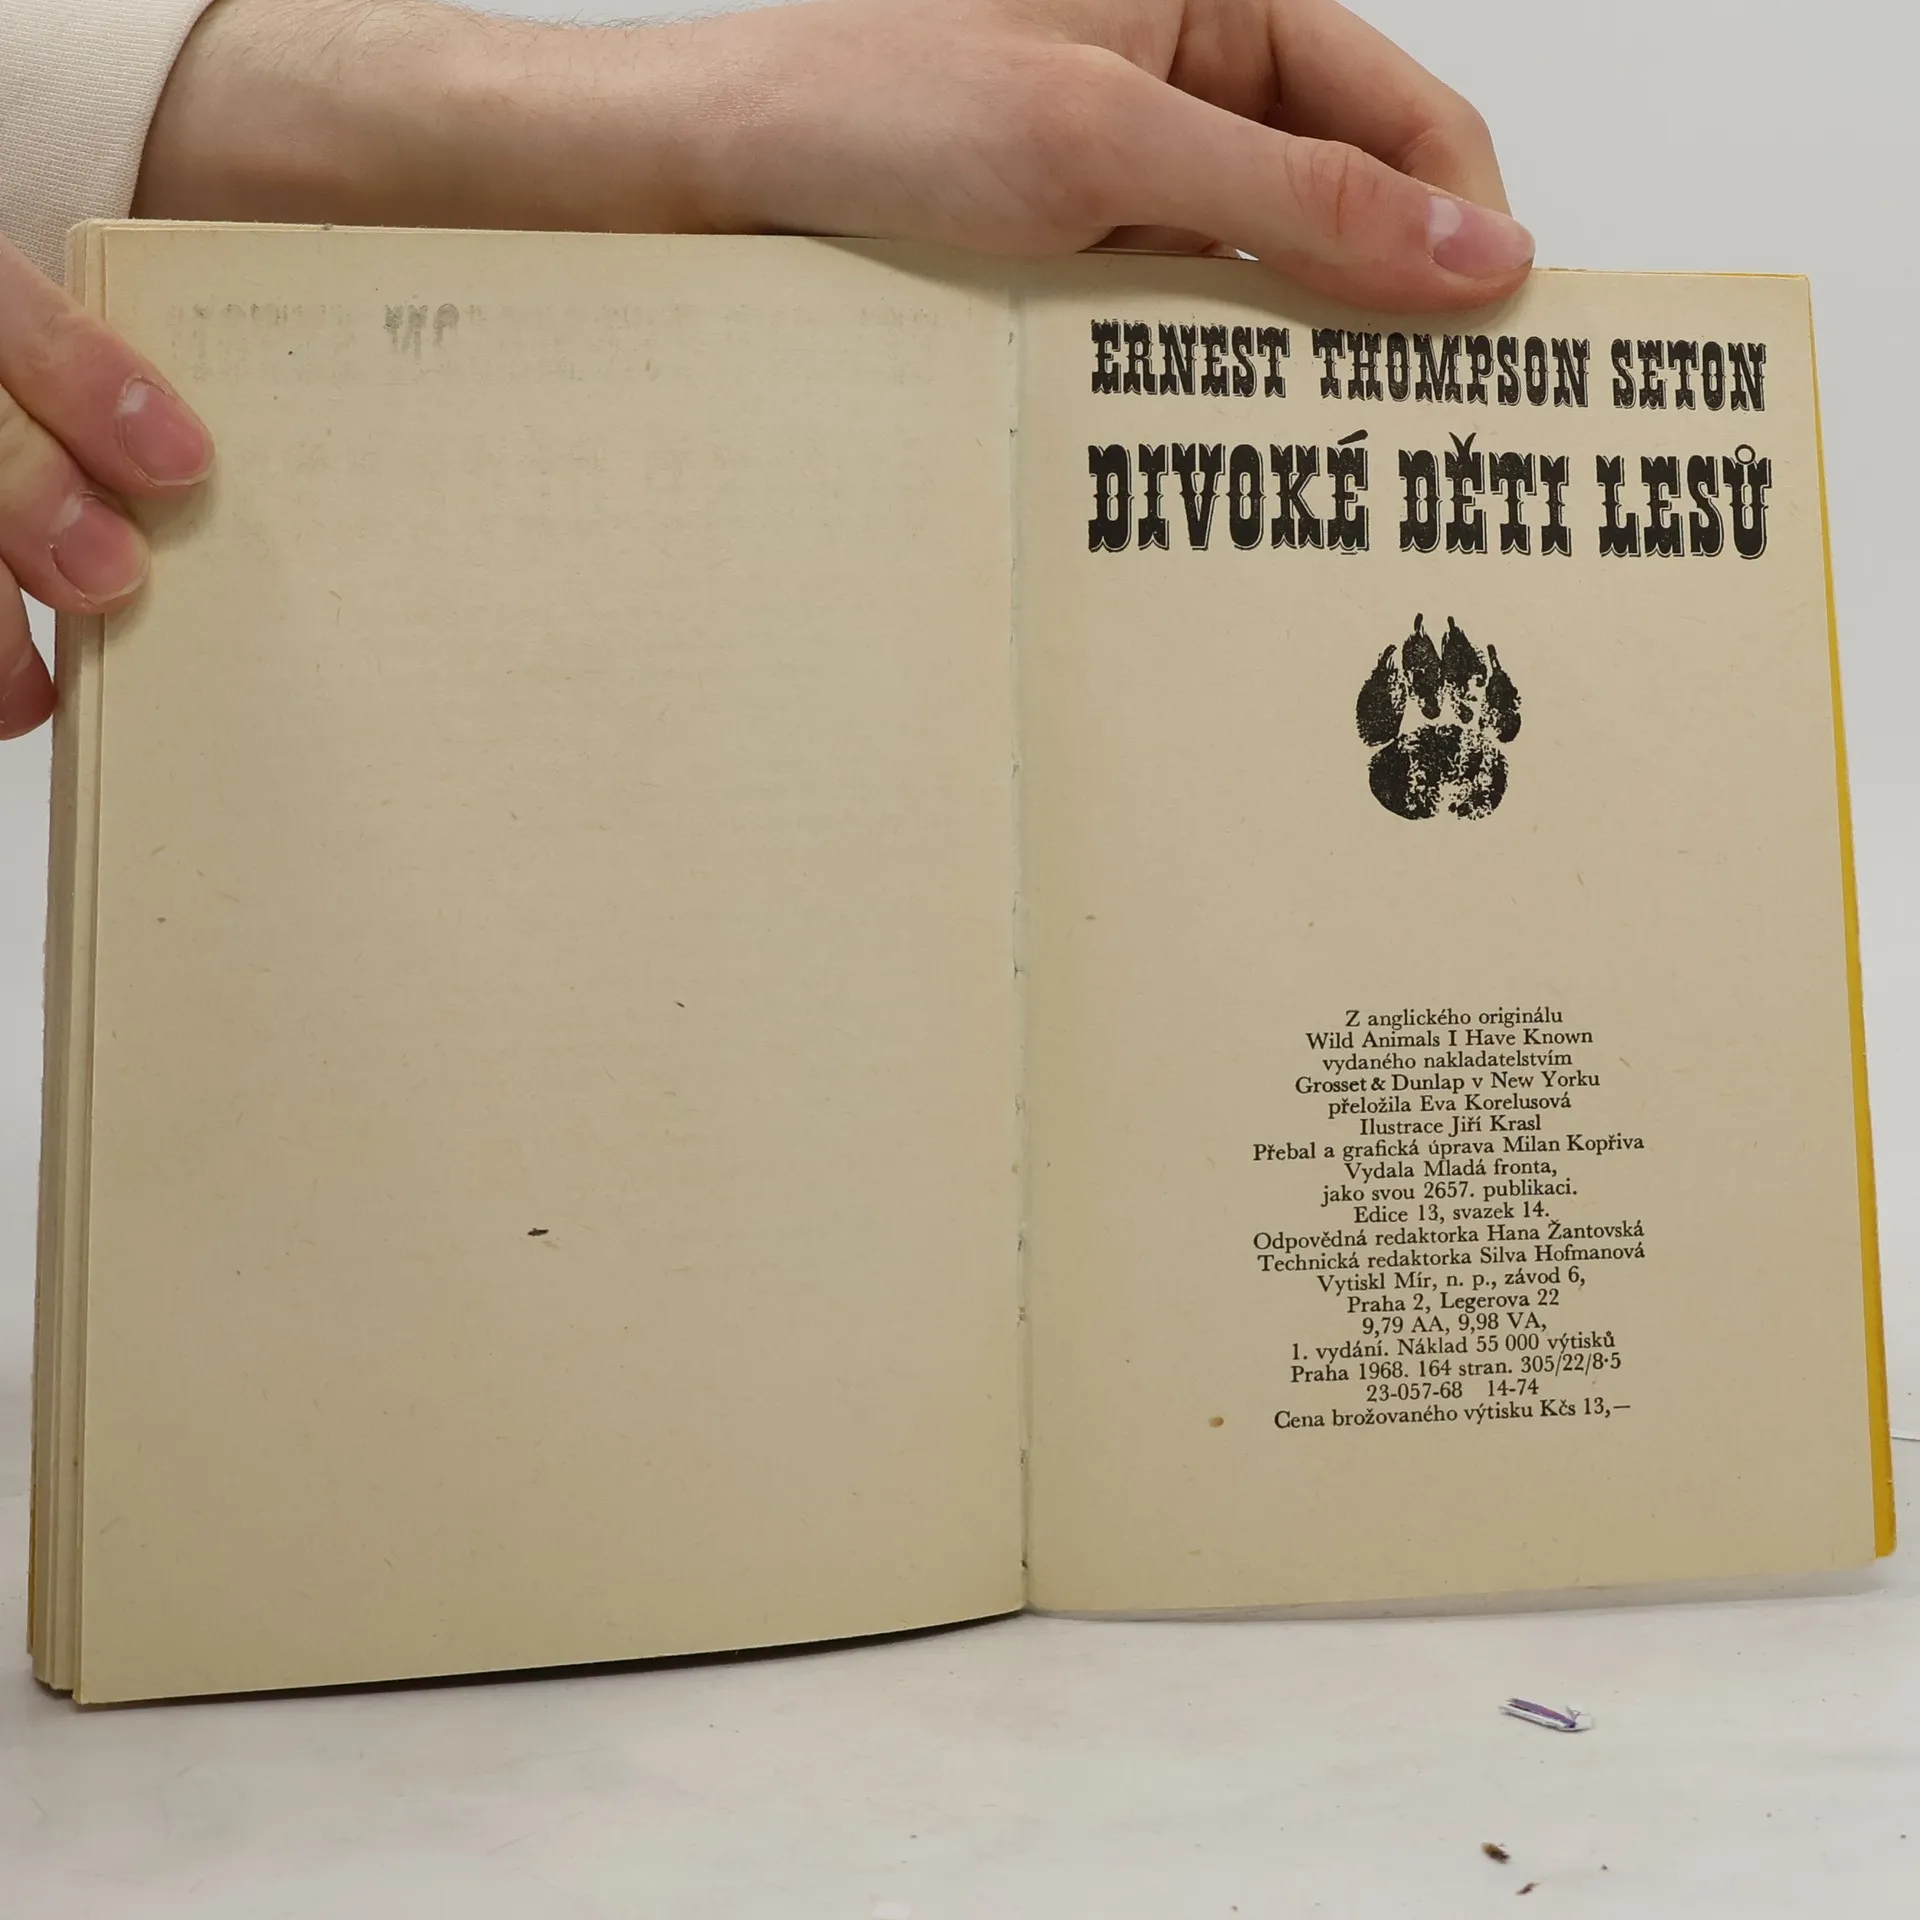 ERNEST THOMPSON SETON
DIVOKÉ DĚTI LESŮ
Z anglického originálu
Wild Animals I Have Known
vydaného nakladatelstvím
Grosset & Dunlap v New Yorku
přeložila Eva Korelusová
Ilustrace Jiří Krasl
Přebal a grafická úprava Milan Kopřiva
Vydala Mladá fronta,
jako svou 2657. publikaci.
Edice 13, svazek 14.
Odpovědná redaktorka Hana Žantovská
Technická redaktorka Silva Hofmanová
Vytiskl Mír, n. p., závod 6,
Praha 2, Legerova 22
9,79 AA, 9,98 VA,
1. vydání. Náklad 55 000 výtisků
Praha 1968. 164 stran. 305/22/8·5
23-057-68 14-74
Cena brožovaného výtisku Kčs 13,—